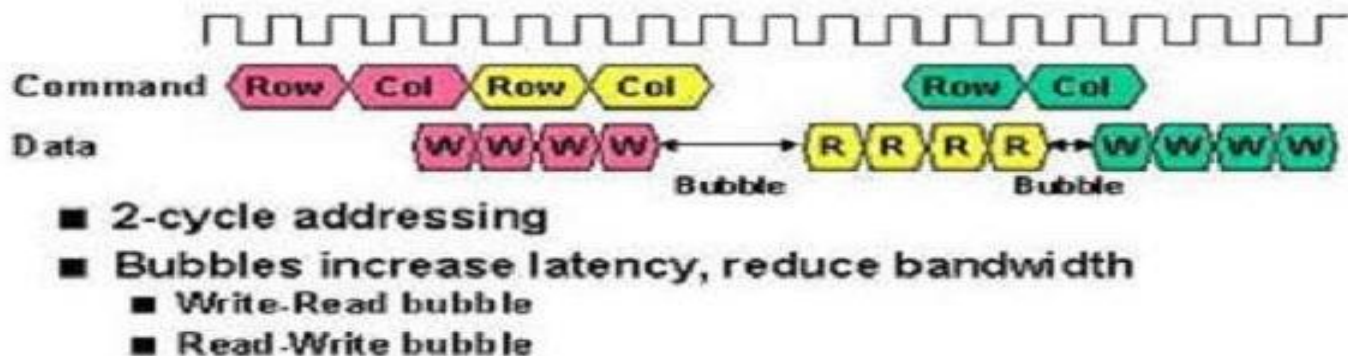 Command Row Col Row Col Row Col
Data W W W W R R R R W W W W
Bubble Bubble
■ 2-cycle addressing
■ Bubbles increase latency, reduce bandwidth
■ Write-Read bubble
■ Read-Write bubble